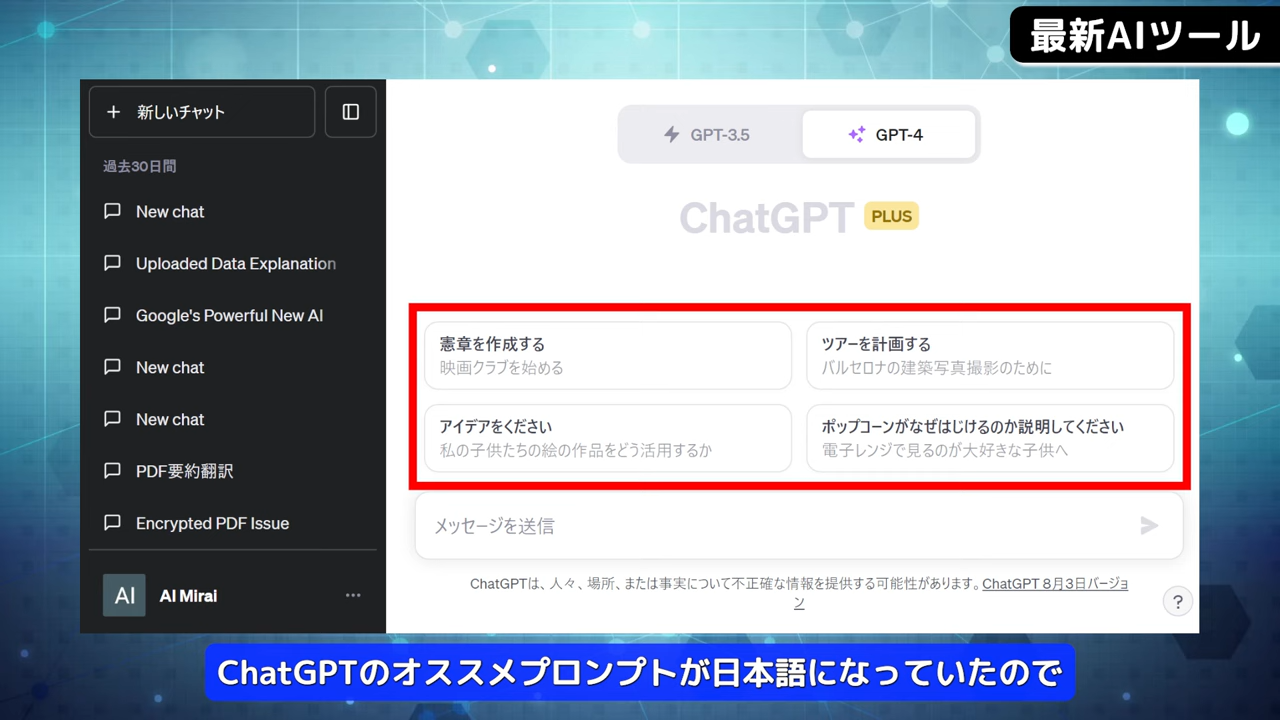 最新AIツール
新しいチャット
過去30日間
New chat
Uploaded Data Explanation
Google's Powerful New AI
New chat
New chat
PDF要約翻訳
Encrypted PDF Issue
AI
AI Mirai
GPT-3.5
GPT-4
ChatGPT PLUS
憲章を作成する
映画クラブを始める
ツアーを計画する
バルセロナの建築写真撮影のために
アイデアをください
私の子供たちの絵の作品をどう活用するか
ポップコーンがなぜはじけるのか説明してください
電子レンジで見るのが大好きな子供へ
メッセージを送信
ChatGPTは、人々、場所、または事実について不正確な情報を提供する可能性があります。ChatGPT 8月3日バージョ
ン
?
ChatGPTのオススメプロンプトが日本語になっていたので